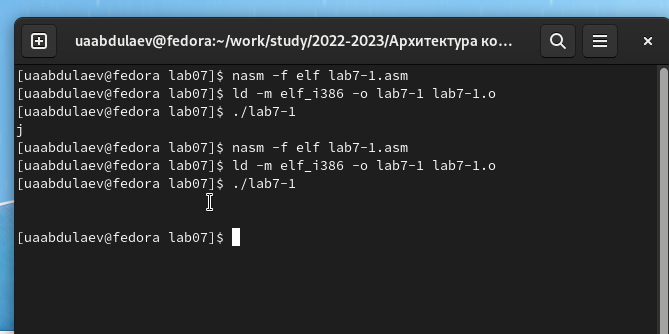 uaabdulaev@fedora:~/work/study/2022-2023/Архитектура ко...
[uaabdulaev@fedora lab07]$ nasm -f elf lab7-1.asm
[uaabdulaev@fedora lab07]$ ld -m elf_i386 -o lab7-1 lab7-1.o
[uaabdulaev@fedora lab07]$ ./lab7-1
j
[uaabdulaev@fedora lab07]$ nasm -f elf lab7-1.asm
[uaabdulaev@fedora lab07]$ ld -m elf_i386 -o lab7-1 lab7-1.o
[uaabdulaev@fedora lab07]$ ./lab7-1
[uaabdulaev@fedora lab07]$